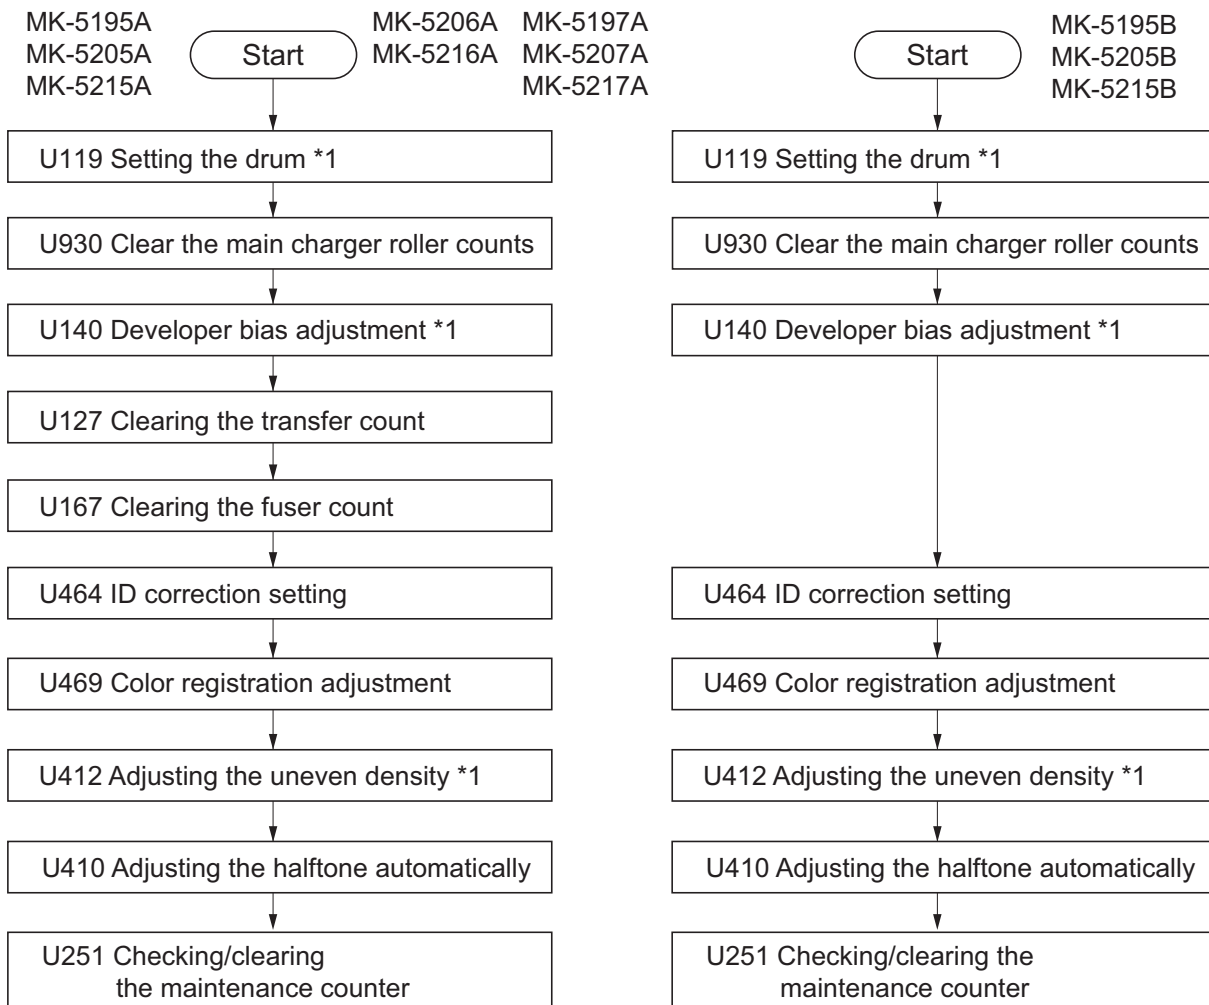 MK-5195A
MK-5205A
MK-5215A
Start
MK-5206A
MK-5216A
MK-5197A
MK-5207A
MK-5217A
U119 Setting the drum *1
U930 Clear the main charger roller counts
U140 Developer bias adjustment *1
U127 Clearing the transfer count
U167 Clearing the fuser count
U464 ID correction setting
U469 Color registration adjustment
U412 Adjusting the uneven density *1
U410 Adjusting the halftone automatically
U251 Checking/clearing
the maintenance counter
Start
MK-5195B
MK-5205B
MK-5215B
U119 Setting the drum *1
U930 Clear the main charger roller counts
U140 Developer bias adjustment *1
U464 ID correction setting
U469 Color registration adjustment
U412 Adjusting the uneven density *1
U410 Adjusting the halftone automatically
U251 Checking/clearing the
maintenance counter